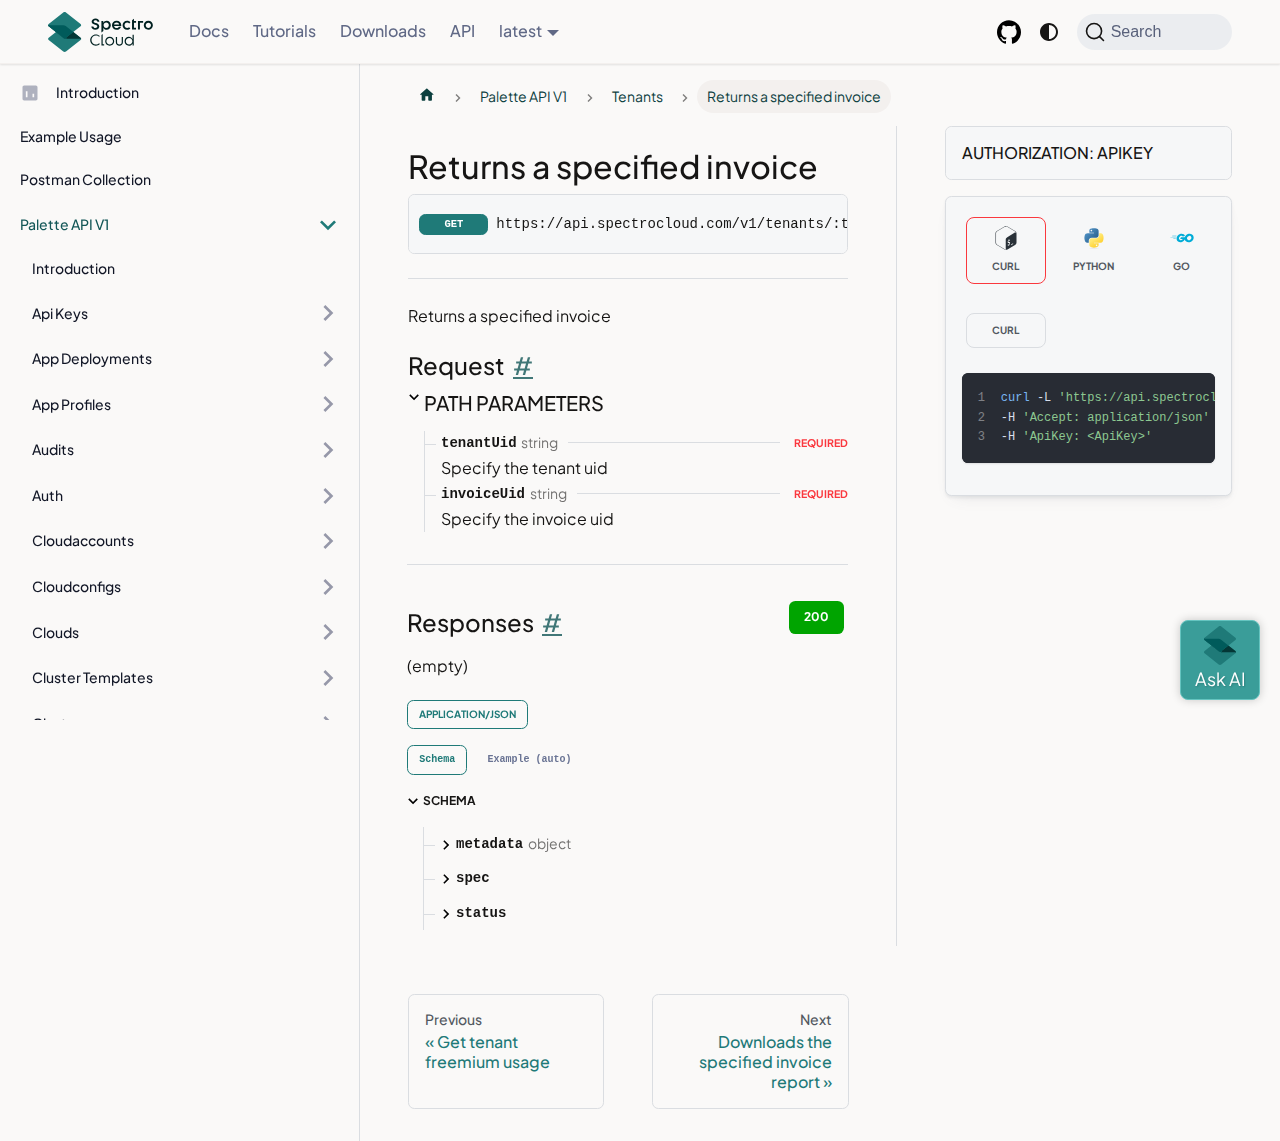 Spectro Cloud
Docs
Tutorials
Downloads
API
latest
Search
Introduction
Example Usage
Postman Collection
Palette API V1
Introduction
Api Keys
App Deployments
App Profiles
Audits
Auth
Cloudaccounts
Cloudconfigs
Clouds
Cluster Templates
Palette API V1
Tenants
Returns a specified invoice
Returns a specified invoice
GET https://api.spectrocloud.com/v1/tenants/:t
Returns a specified invoice
Request #
PATH PARAMETERS
tenantUid string REQUIRED
Specify the tenant uid
invoiceUid string REQUIRED
Specify the invoice uid
Responses #
200
(empty)
APPLICATION/JSON
Schema
Example (auto)
SCHEMA
metadata object
spec
status
Previous
« Get tenant
freemium usage
Next
Downloads the
specified invoice
report »
AUTHORIZATION: APIKEY
CURL
PYTHON
GO
CURL
1 curl -L 'https://api.spectrocl
2 -H 'Accept: application/json'
3 -H 'ApiKey: <ApiKey>'
Ask AI